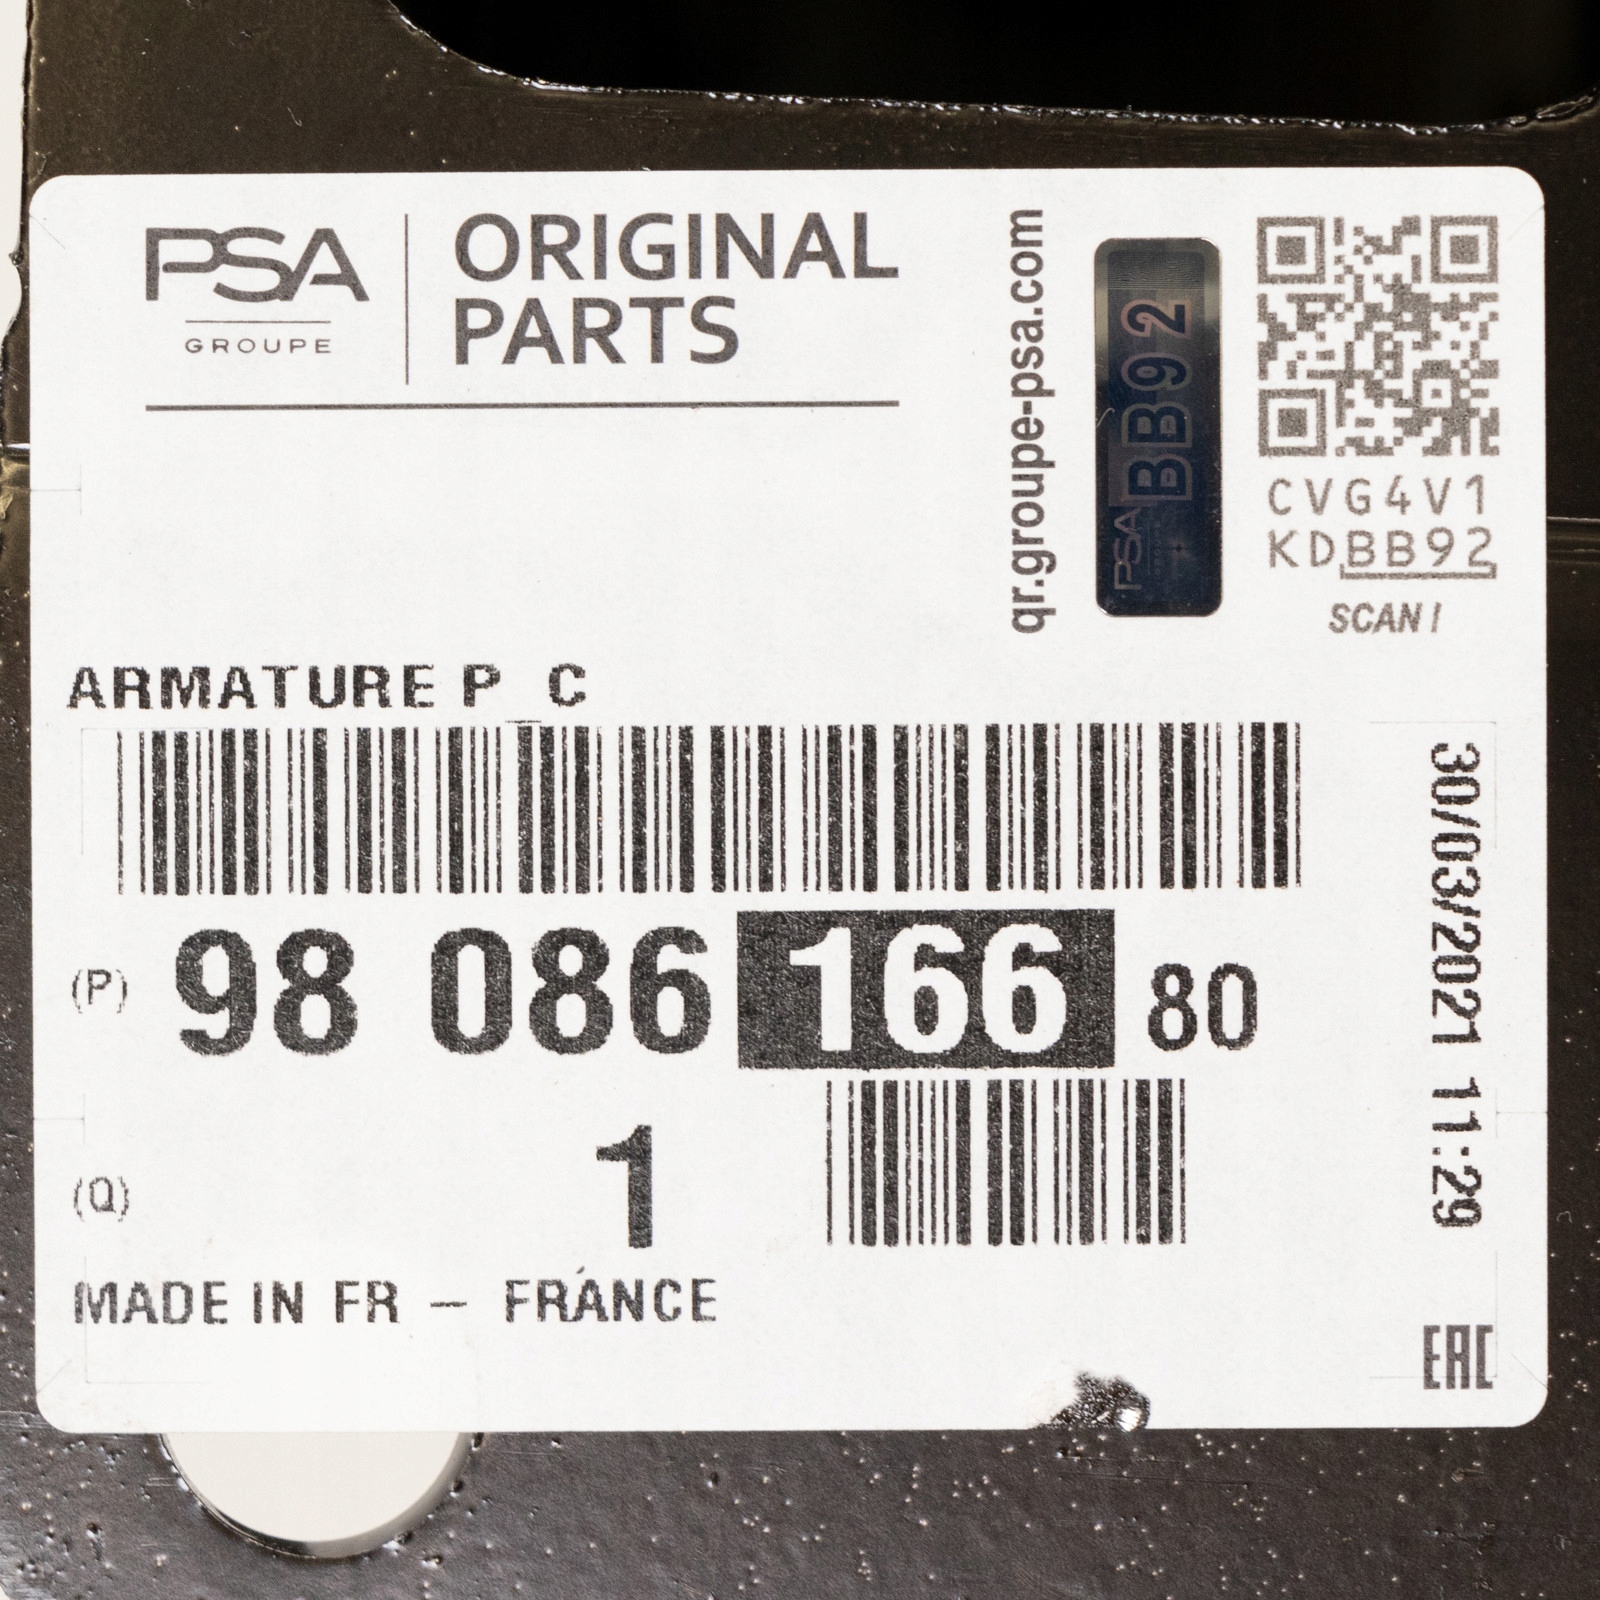 PSA
GROUPE
ORIGINAL
PARTS
qr.groupe-psa.com
PSA
BB92
CVG4V1
KDBB92
SCAN !
ARMATURE P_C
(P) 98 086 166 80
(Q) 1
30/03/2021 11:29
MADE IN FR - FRANCE
EAC